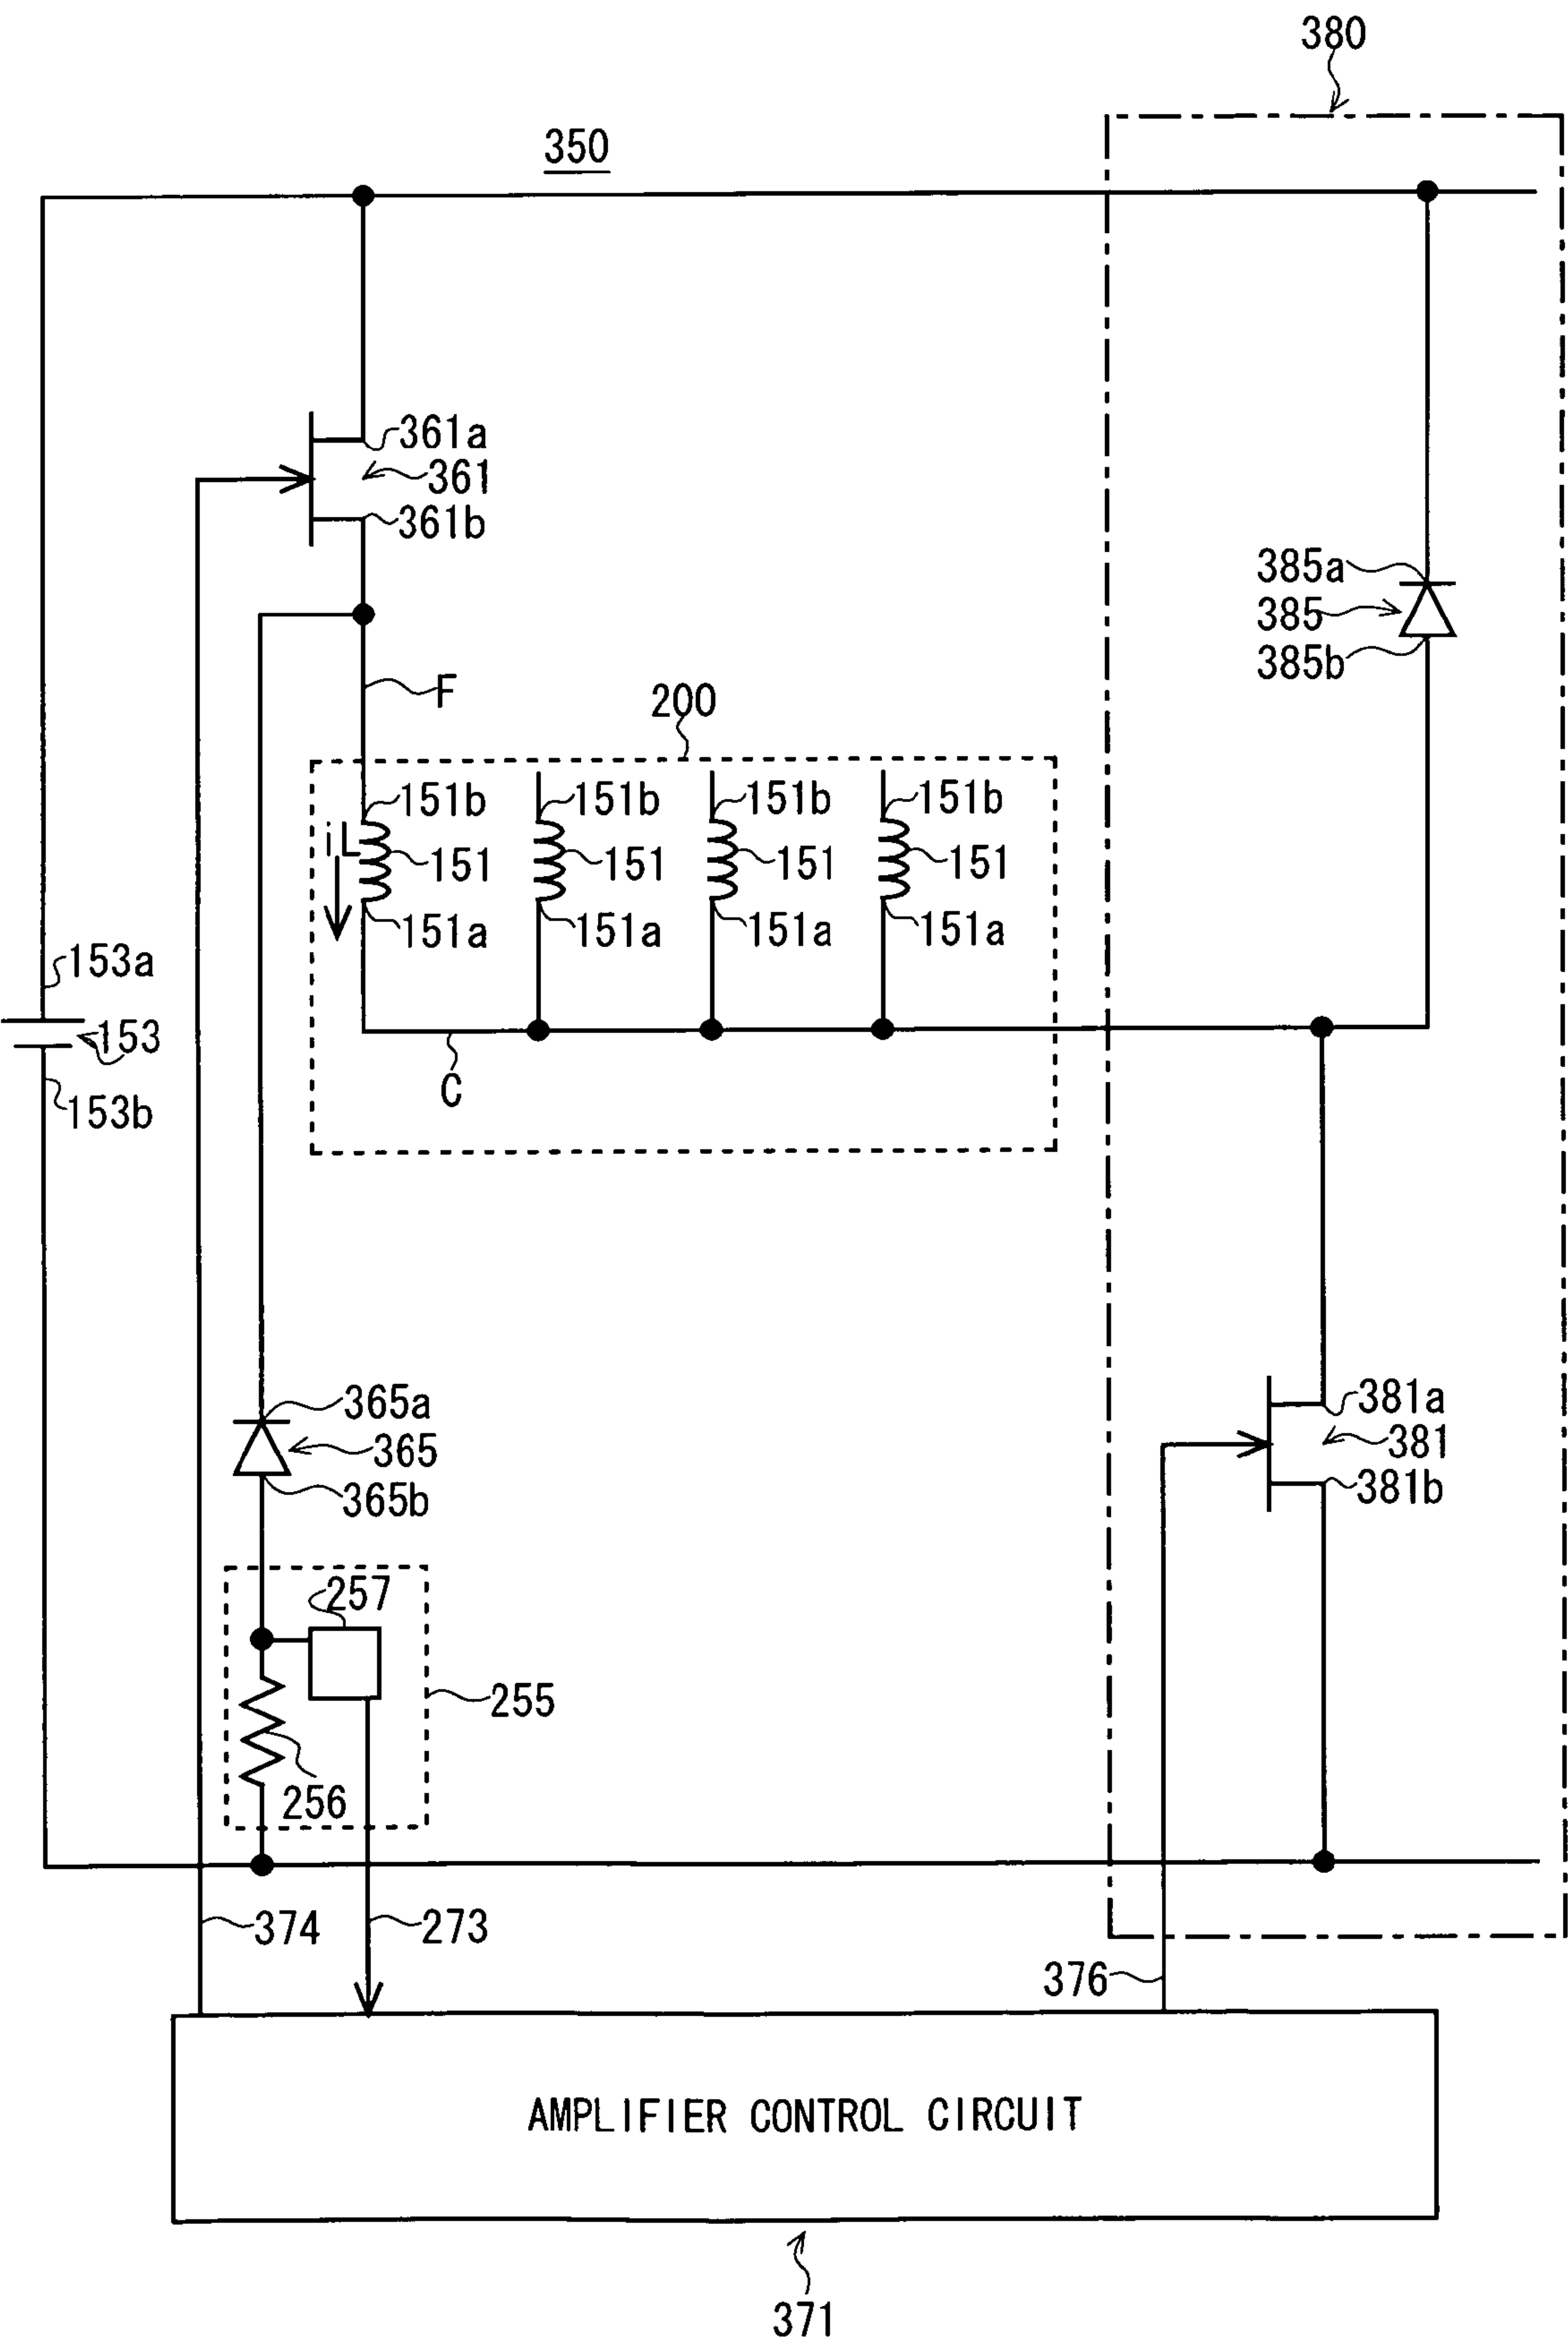 380
350
361a
361
361b
385a
385
385b
F
200
151b
151b
151b
151b
iL
151
151
151
151
151a
151a
151a
151a
153a
153
153b
C
365a
365
365b
381a
381
381b
257
255
256
374
273
376
AMPLIFIER CONTROL CIRCUIT
371